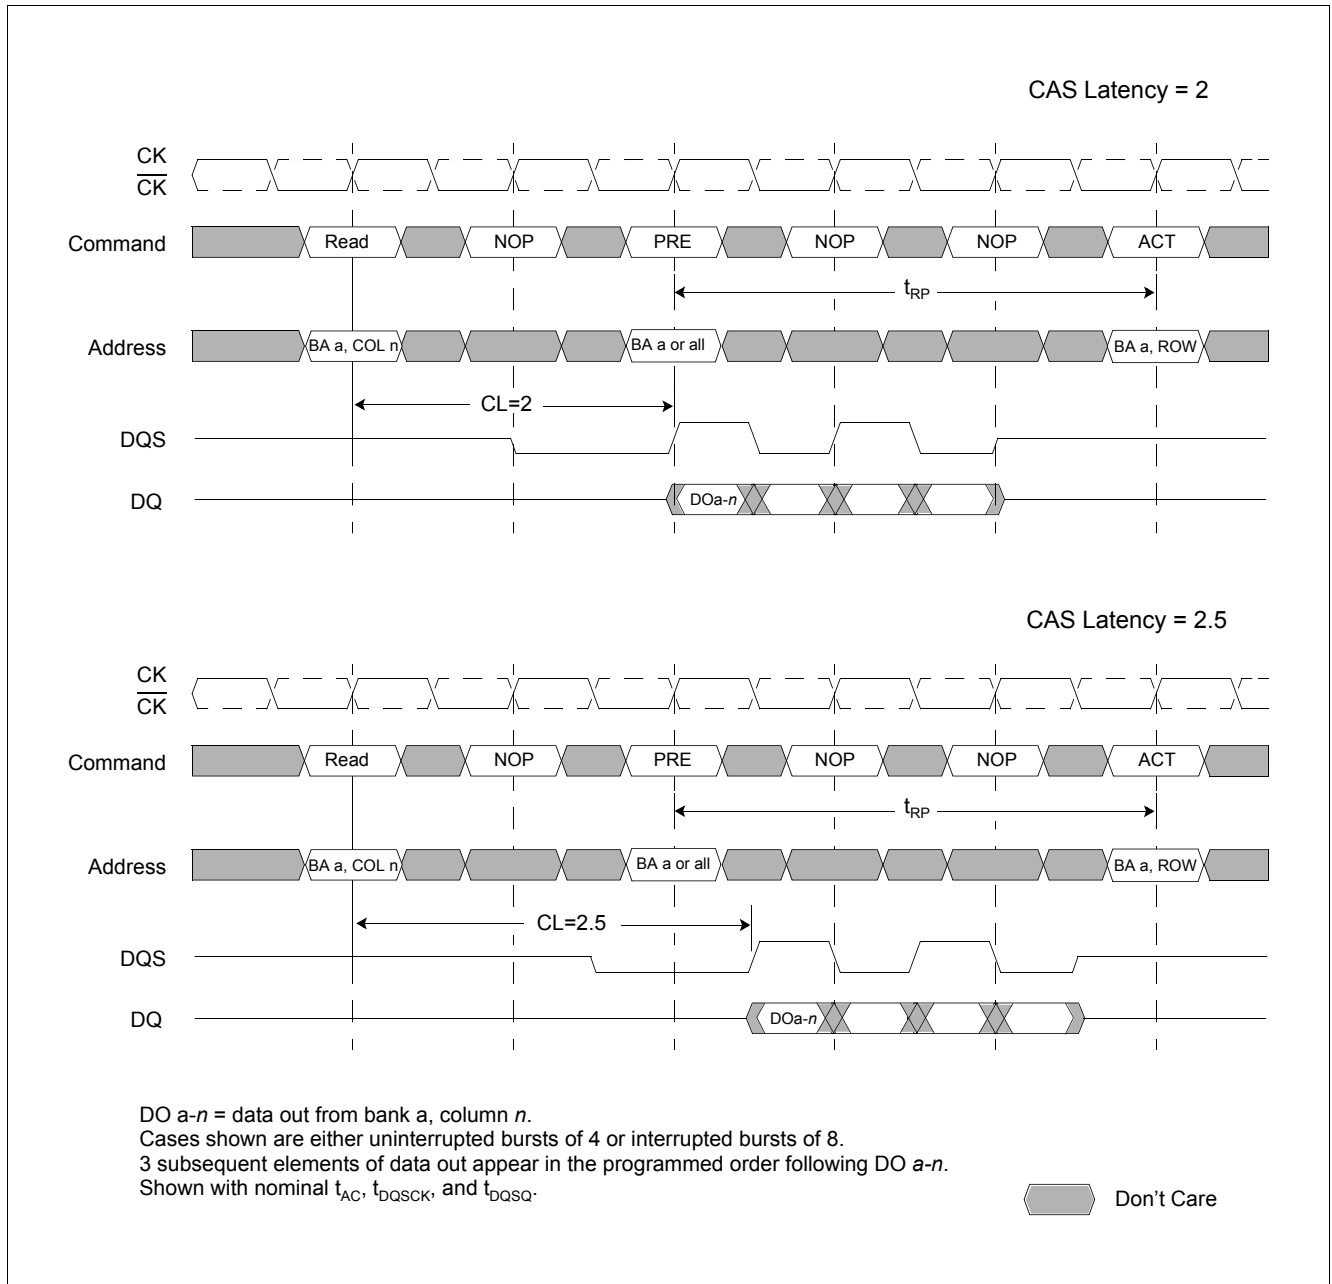 CAS Latency = 2
CK
CK
Command
Read
NOP
PRE
NOP
NOP
ACT
tRP
Address
BA a, COL n
BA a or all
BA a, ROW
CL=2
DQS
DQ
DOa-n
CAS Latency = 2.5
CK
CK
Command
Read
NOP
PRE
NOP
NOP
ACT
tRP
Address
BA a, COL n
BA a or all
BA a, ROW
CL=2.5
DQS
DQ
DOa-n
DO a-n = data out from bank a, column n.
Cases shown are either uninterrupted bursts of 4 or interrupted bursts of 8.
3 subsequent elements of data out appear in the programmed order following DO a-n.
Shown with nominal tAC, tDQSCK, and tDQSQ.
Don't Care